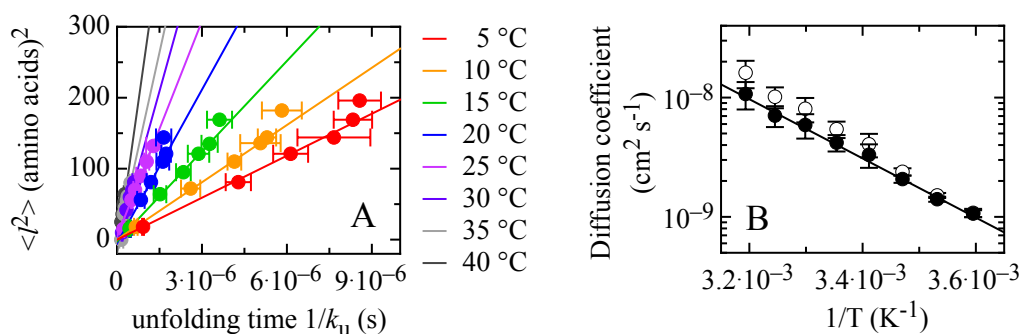 <l²> (amino acids)²
300
200
100
0
A
0
3·10⁻⁶
6·10⁻⁶
9·10⁻⁶
unfolding time 1/kᵤ (s)
5 °C
10 °C
15 °C
20 °C
25 °C
30 °C
35 °C
40 °C
Diffusion coefficient
(cm² s⁻¹)
10⁻⁸
10⁻⁹
B
3.2·10⁻³
3.4·10⁻³
3.6·10⁻³
1/T (K⁻¹)